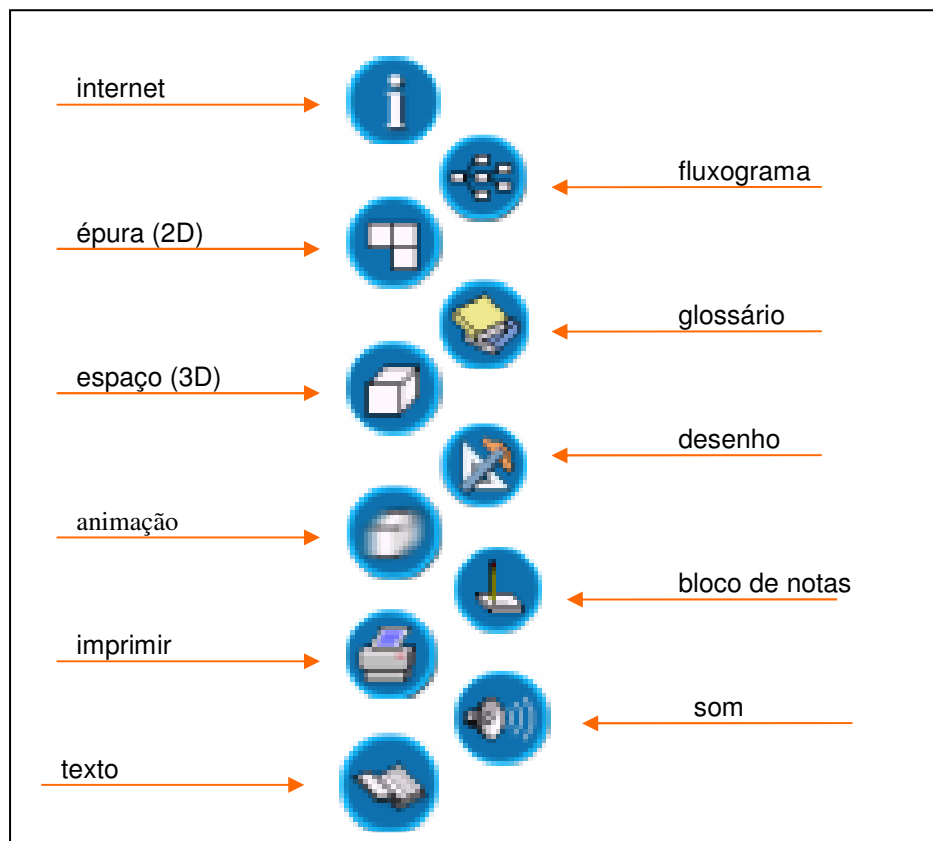 internet
fluxograma
épura (2D)
glossário
espaço (3D)
desenho
animação
bloco de notas
imprimir
som
texto